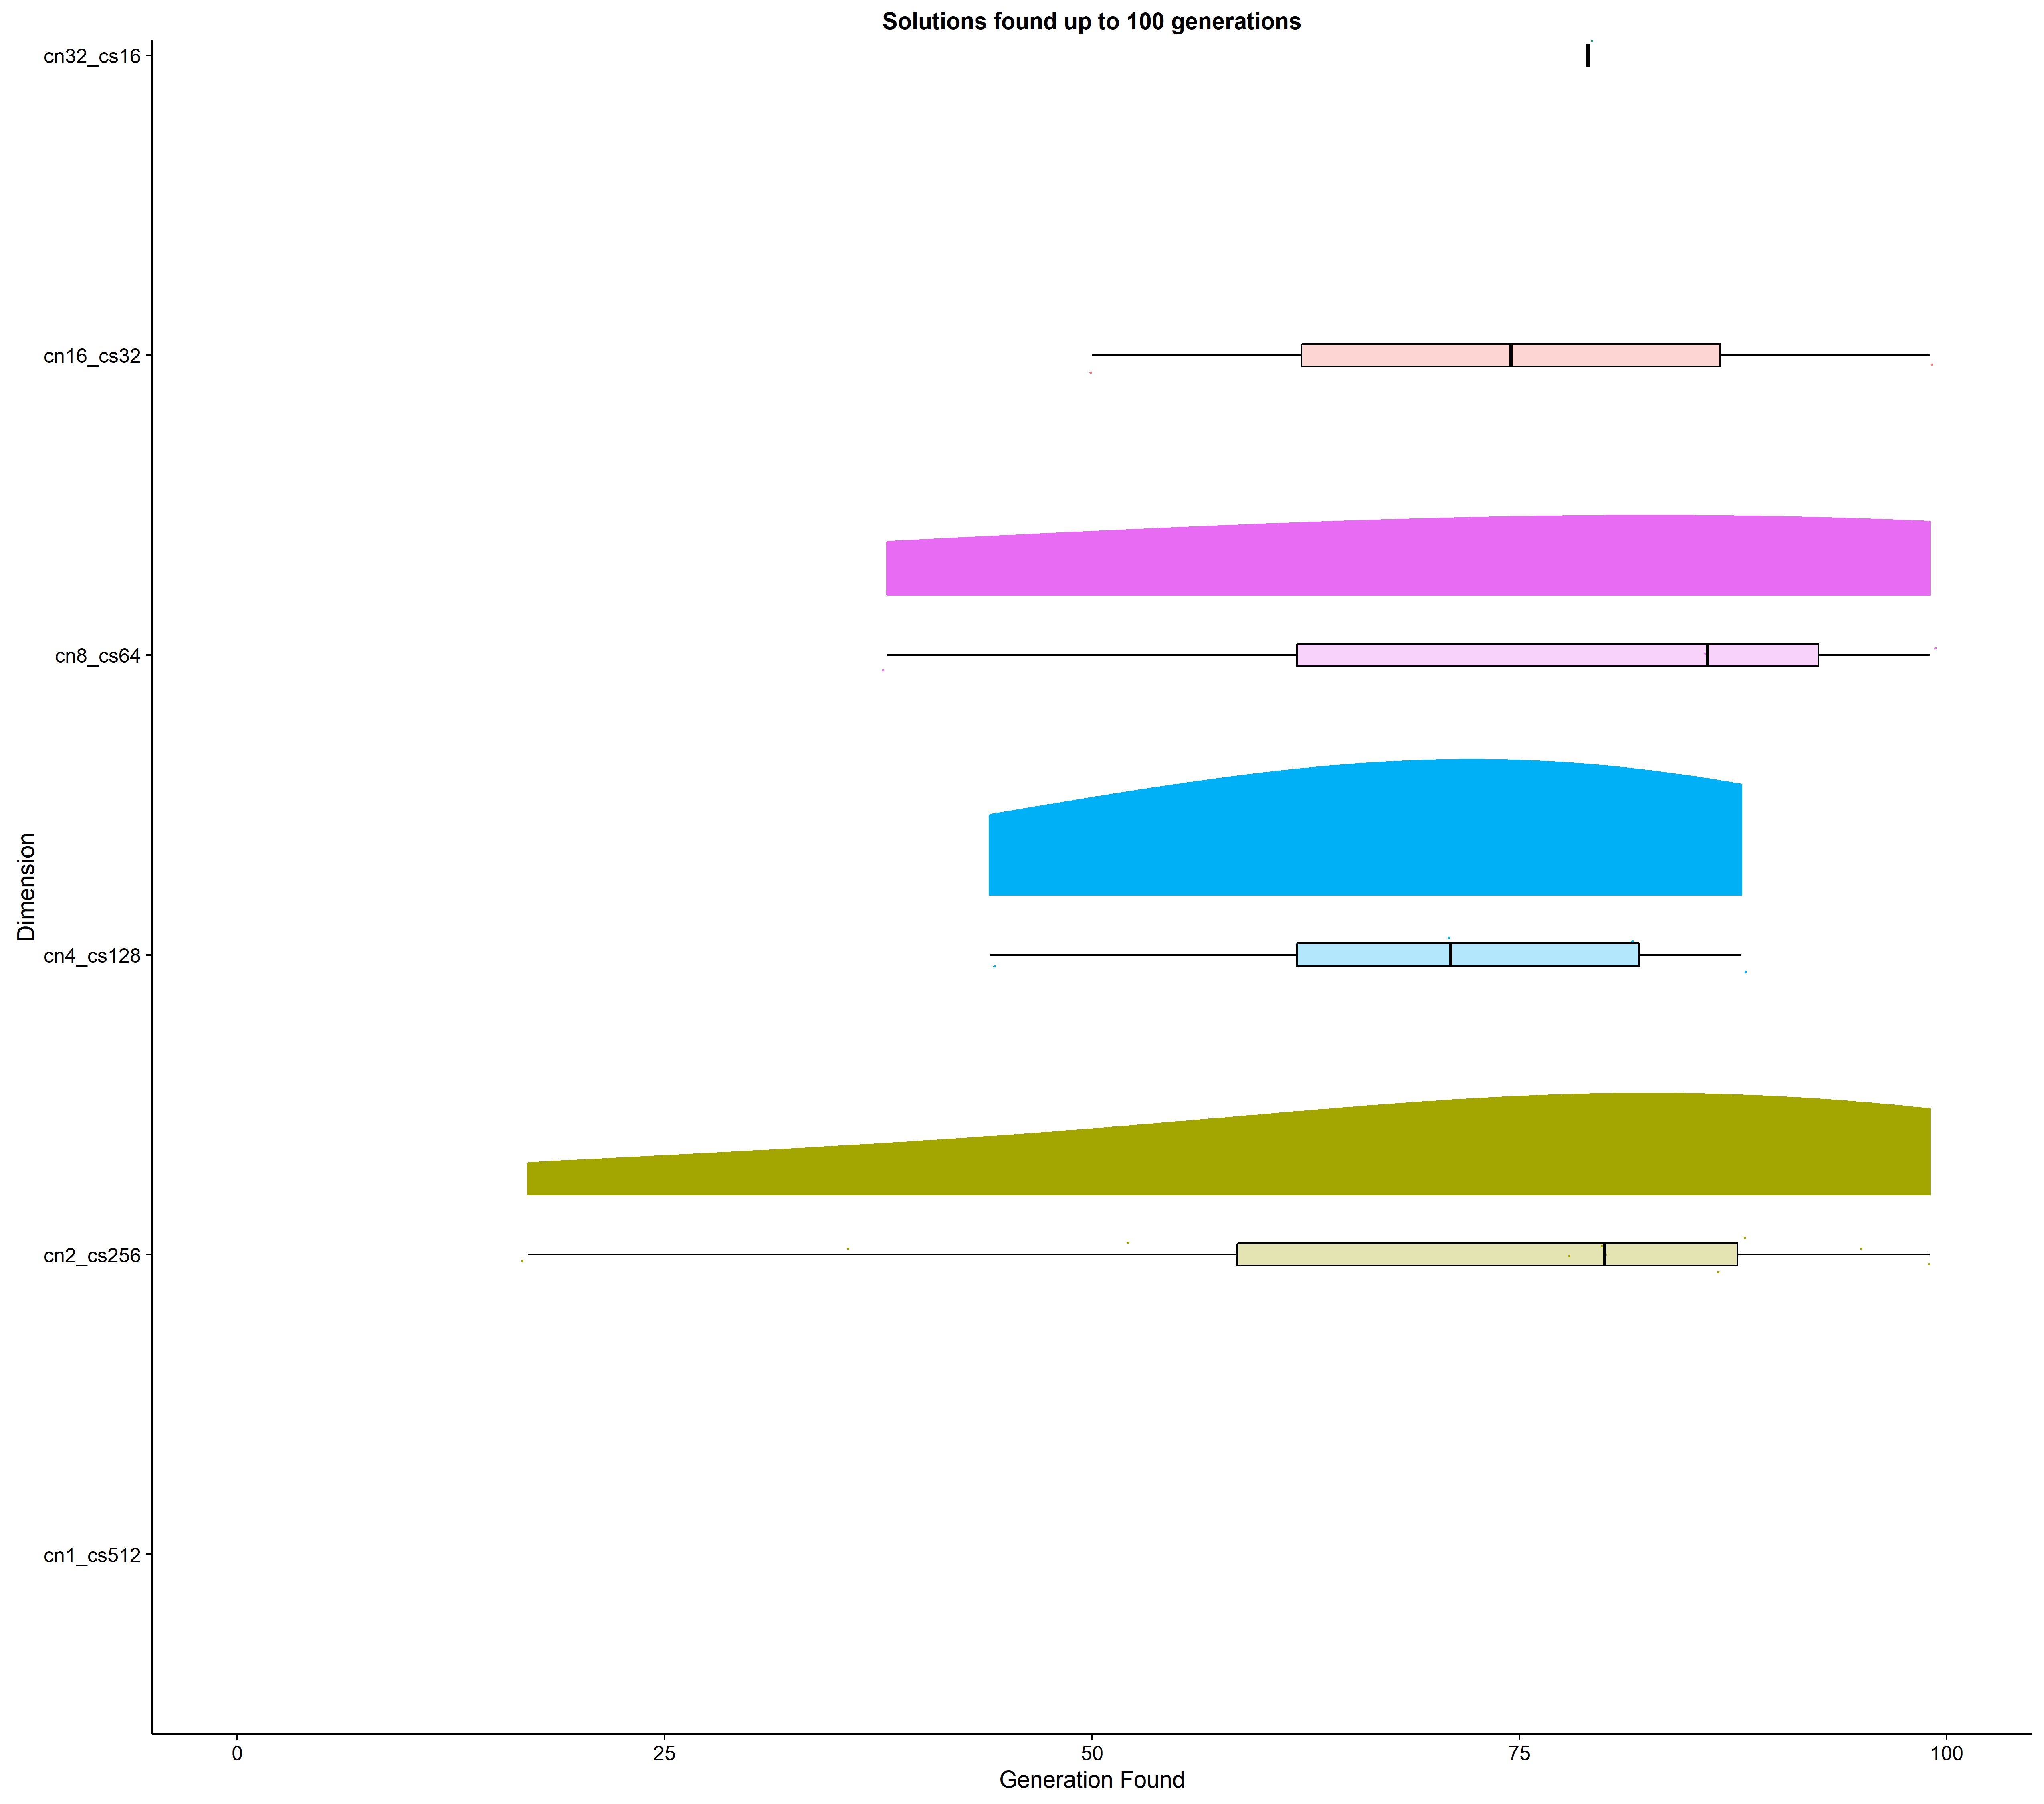 Solutions found up to 100 generations
cn32_cs16
cn16_cs32
cn8_cs64
cn4_cs128
cn2_cs256
cn1_cs512
Dimension
0 25 50 75 100
Generation Found